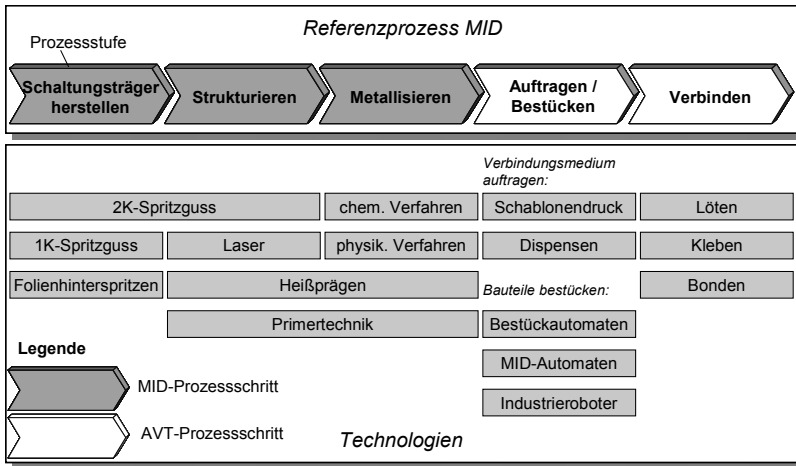 Referenzprozess MID
Prozessstufe
Schaltungsträger
herstellen
Strukturieren
Metallisieren
Auftragen /
Bestücken
Verbinden
Verbindungsmedium
auftragen:
2K-Spritzguss
chem. Verfahren
Schablonendruck
Löten
1K-Spritzguss
Laser
physik. Verfahren
Dispensen
Kleben
Folienhinterspritzen
Heißprägen
Bauteile bestücken:
Bonden
Primertechnik
Bestückautomaten
Legende
MID-Automaten
MID-Prozessschritt
Industrieroboter
AVT-Prozessschritt
Technologien